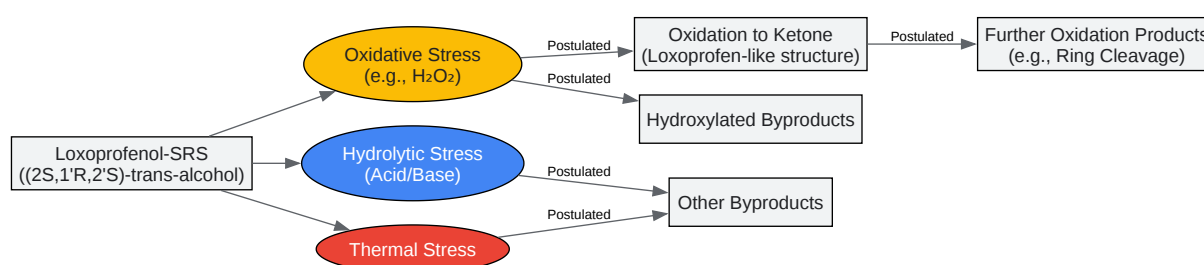 Loxoprofenol-SRS
((2S,1'R,2'S)-trans-alcohol)
Oxidative Stress
(e.g., H₂O₂)
Hydrolytic Stress
(Acid/Base)
Thermal Stress
Postulated
Postulated
Postulated
Postulated
Oxidation to Ketone
(Loxoprofen-like structure)
Hydroxylated Byproducts
Other Byproducts
Postulated
Further Oxidation Products
(e.g., Ring Cleavage)